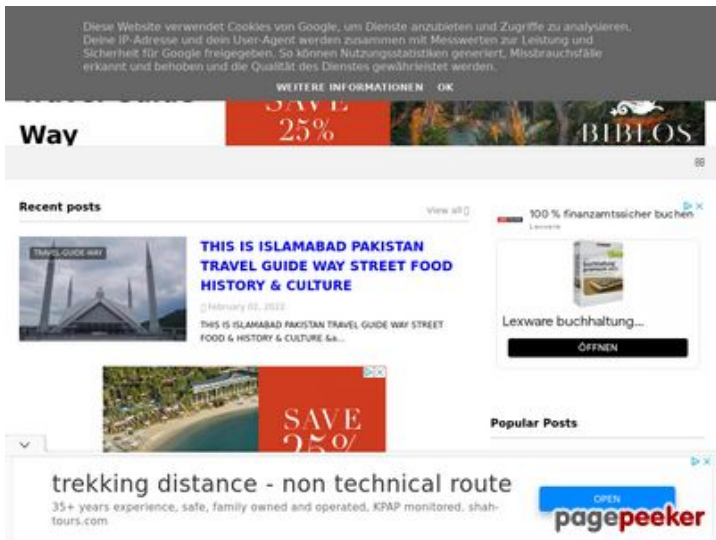 Diese Website verwendet Cookies von Google, um Dienste anzubieten und Zugriffe zu analysieren.
Deine IP-Adresse und dein User-Agent werden zusammen mit Messwerten zur Leistung und
Sicherheit für Google freigegeben. So können Nutzungsstatistiken generiert, Missbrauchsfälle
erkannt und behoben und die Qualität des Dienstes gewährleistet werden.
WEITERE INFORMATIONEN OK
Travel Guide
Way
SAVE
25%
BIBLOS
Recent posts
View all
TRAVEL GUIDE WAY
THIS IS ISLAMABAD PAKISTAN
TRAVEL GUIDE WAY STREET FOOD
HISTORY & CULTURE
February 02, 2022
THIS IS ISLAMABAD PAKISTAN TRAVEL GUIDE WAY STREET
FOOD & HISTORY & CULTURE &a...
SAVE
25%
100 % finanzamtssicher buchen
Lexware
Lexware buchhaltung...
ÖFFNEN
Popular Posts
trekking distance - non technical route
35+ years experience, safe, family owned and operated, KPAP monitored. shah-
tours.com
OPEN
pagepeeker